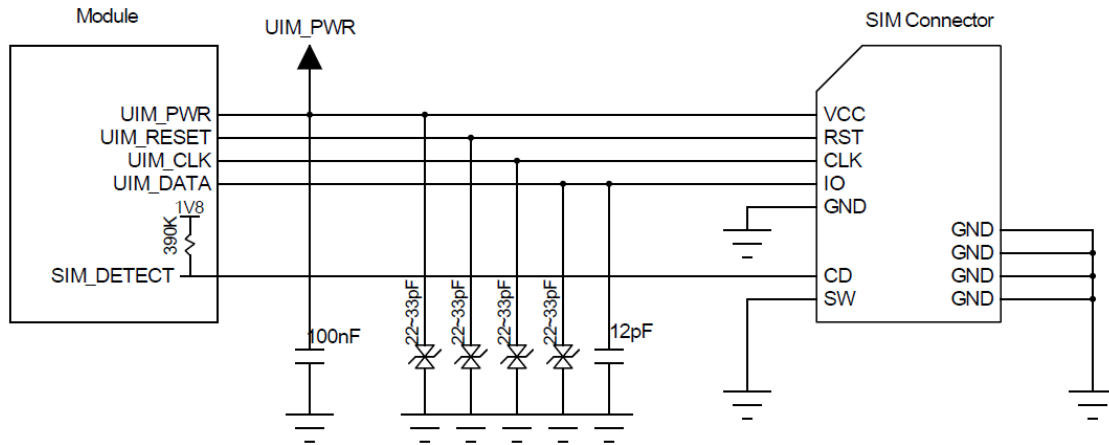 Module
UIM_PWR
SIM Connector
UIM_PWR
UIM_RESET
UIM_CLK
UIM_DATA
1V8
390K
SIM_DETECT
100nF
22~33pF
22~33pF
22~33pF
22~33pF
12pF
VCC
RST
CLK
IO
GND
GND
GND
GND
GND
CD
SW